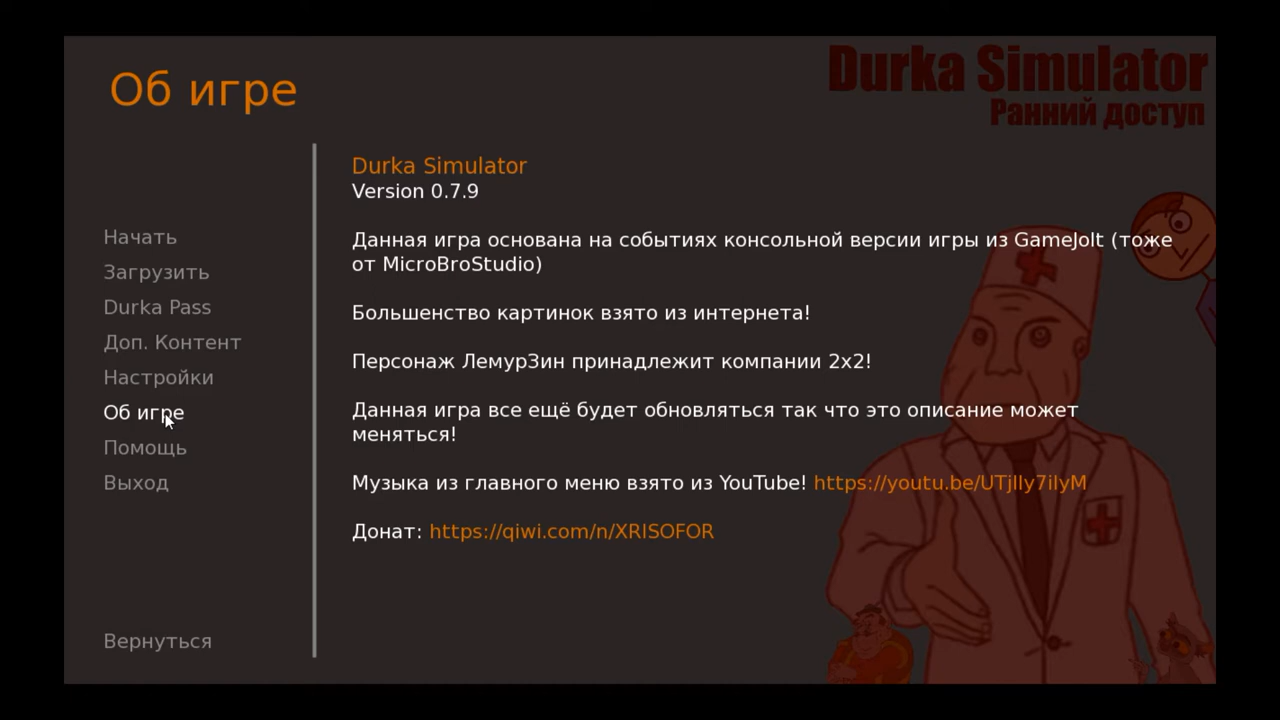 Об игре
Durka Simulator
Ранний доступ
Начать
Загрузить
Durka Pass
Доп. Контент
Настройки
Об игре
Помощь
Выход
Вернуться
Durka Simulator
Version 0.7.9
Данная игра основана на событиях консольной версии игры из GameJolt (тоже
от MicroBroStudio)
Большенство картинок взято из интернета!
Персонаж ЛемурЗин принадлежит компании 2x2!
Данная игра все ещё будет обновляться так что это описание может
меняться!
Музыка из главного меню взято из YouTube! https://youtu.be/UTjlly7ilyM
Донат: https://qiwi.com/n/XRISOFOR